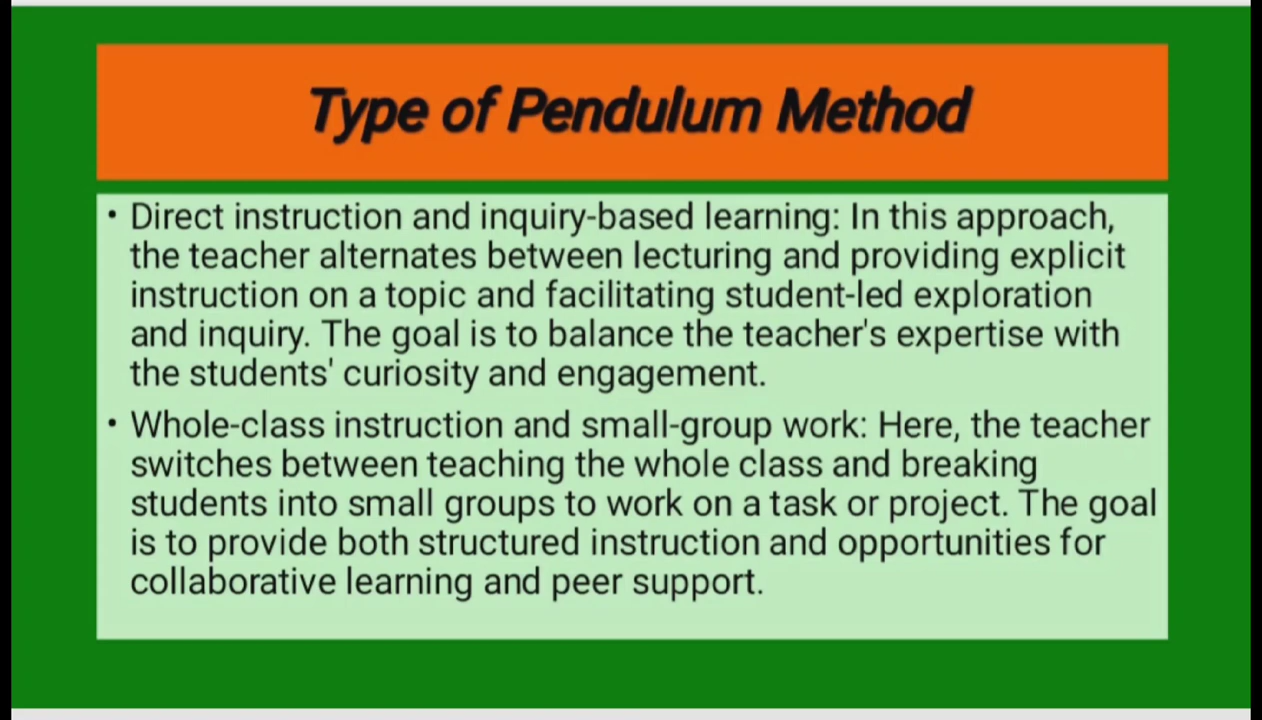 Type of Pendulum Method
• Direct instruction and inquiry-based learning: In this approach,
the teacher alternates between lecturing and providing explicit
instruction on a topic and facilitating student-led exploration
and inquiry. The goal is to balance the teacher's expertise with
the students' curiosity and engagement.
• Whole-class instruction and small-group work: Here, the teacher
switches between teaching the whole class and breaking
students into small groups to work on a task or project. The goal
is to provide both structured instruction and opportunities for
collaborative learning and peer support.